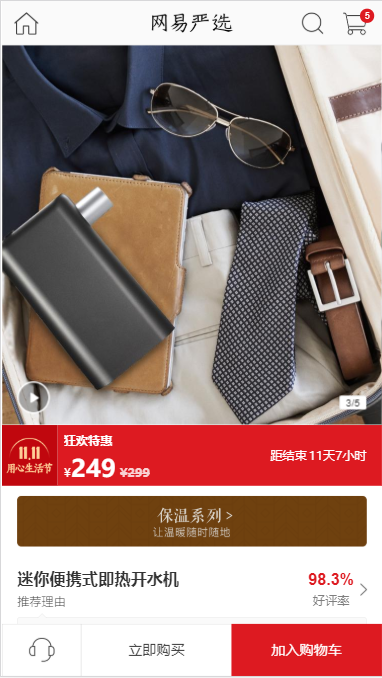 网易严选
5
3/5
11.11
用心生活节
狂欢特惠
¥249 ¥299
距结束 11天7小时
保温系列 >
让温暖随时随地
迷你便携式即热开水机
98.3%
推荐理由
好评率
立即购买
加入购物车